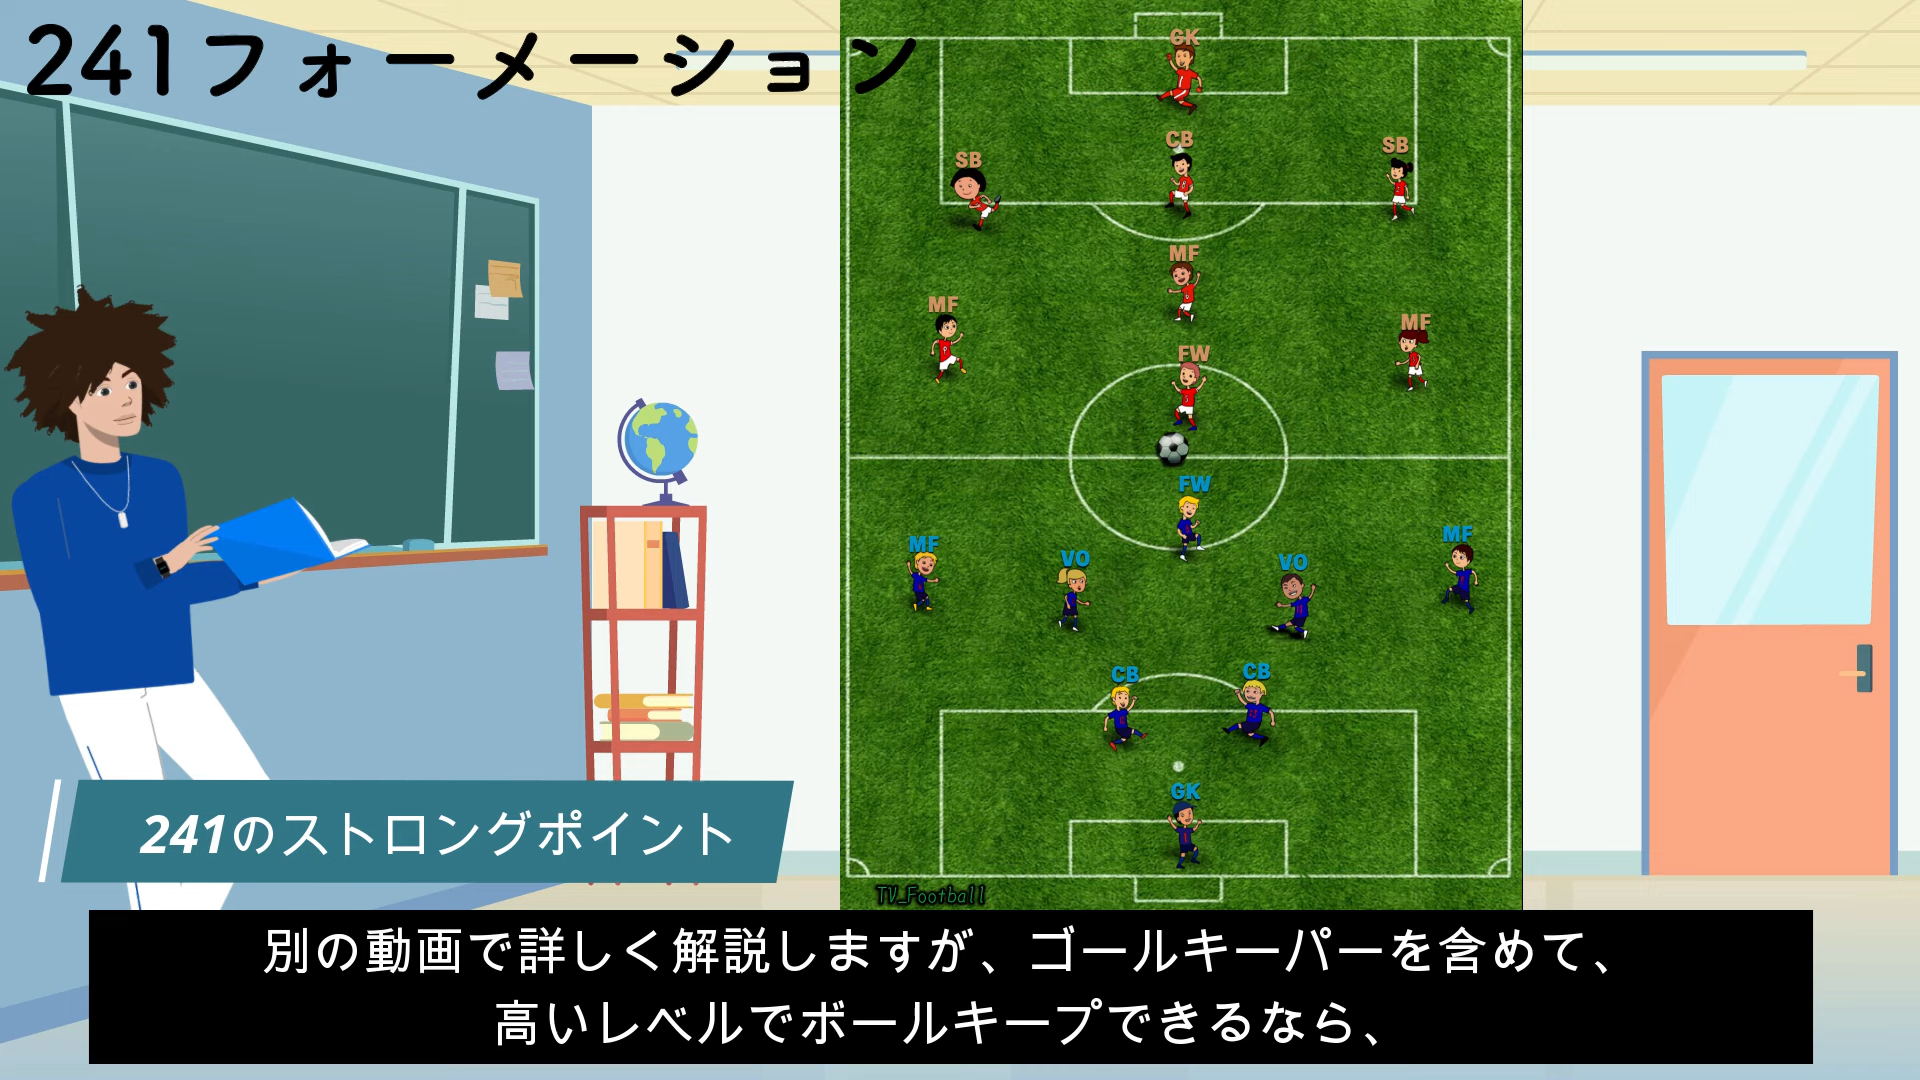 241フォーメーション
GK
CB
SB
SB
MF
MF
MF
FW
FW
MF
MF
VO
VO
CB
CB
GK
241のストロングポイント
TV_Football
別の動画で詳しく解説しますが、ゴールキーパーを含めて、
高いレベルでボールキープできるなら、